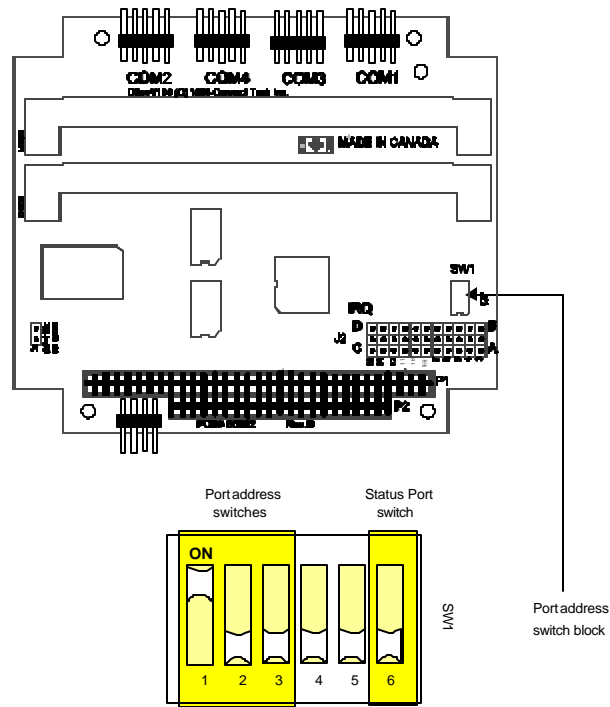 COM2 COM4 COM3 COM1
MADE IN CANADA
SW1
IRQ
D B
J2
C A
P1
P2
Port address
switches
Status Port
switch
ON
1 2 3 4 5 6
SW1
Port address
switch block